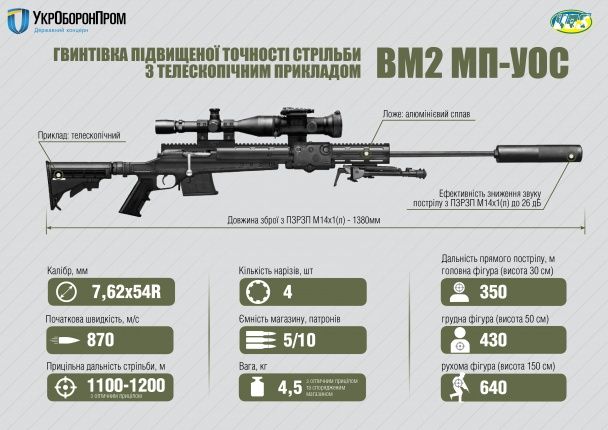 УкрОборонПром
Державний концерн
ГВИНТІВКА ПІДВИЩЕНОЇ ТОЧНОСТІ СТРІЛЬБИ
З ТЕЛЕСКОПІЧНИМ ПРИКЛАДОМ
ВМ2 МП-УОС
Ложе: алюмінієвий сплав
Приклад: телескопічний
Ефективність зниження звуку
пострілу з ПЗРЗП М14х1(л) до 26 дБ
Довжина зброї з ПЗРЗП М14х1(л) - 1380мм
Калібр, мм
7,62x54R
Початкова швидкість, м/с
870
Прицільна дальність стрільби, м
1100-1200
з оптичним прицілом
Кількість нарізів, шт
4
Ємність магазину, патронів
5/10
Вага, кг
4,5
з оптичним прицілом
та спорядженим
магазином
Дальність прямого пострілу, м
головна фігура (висота 30 см)
350
грудна фігура (висота 50 см)
430
рухома фігура (висота 150 см)
640